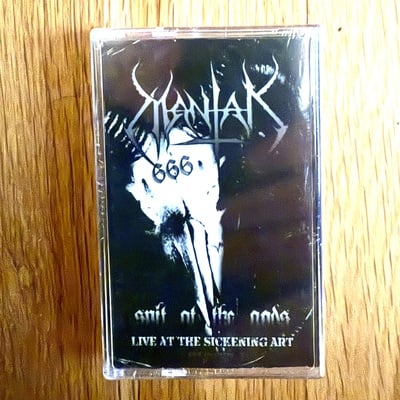 MANIAK
666
spit at the gods
LIVE AT THE SICKENING ART